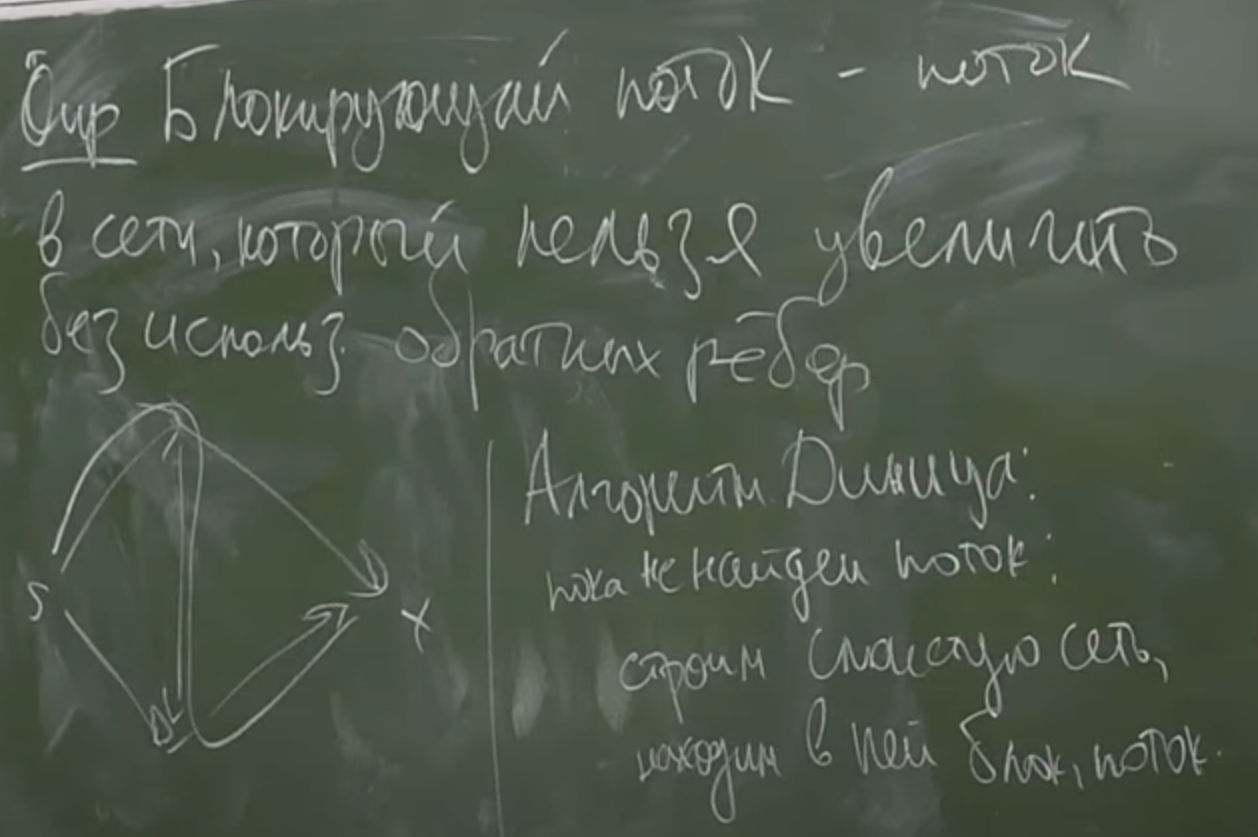 Опр Блокирующий поток - поток
в сети, который нельзя увеличить
без использ. обратных рёбер
S
t
Алгоритм Диница:
пока не найден поток:
строим слоистую сеть,
находим в ней блок, поток.